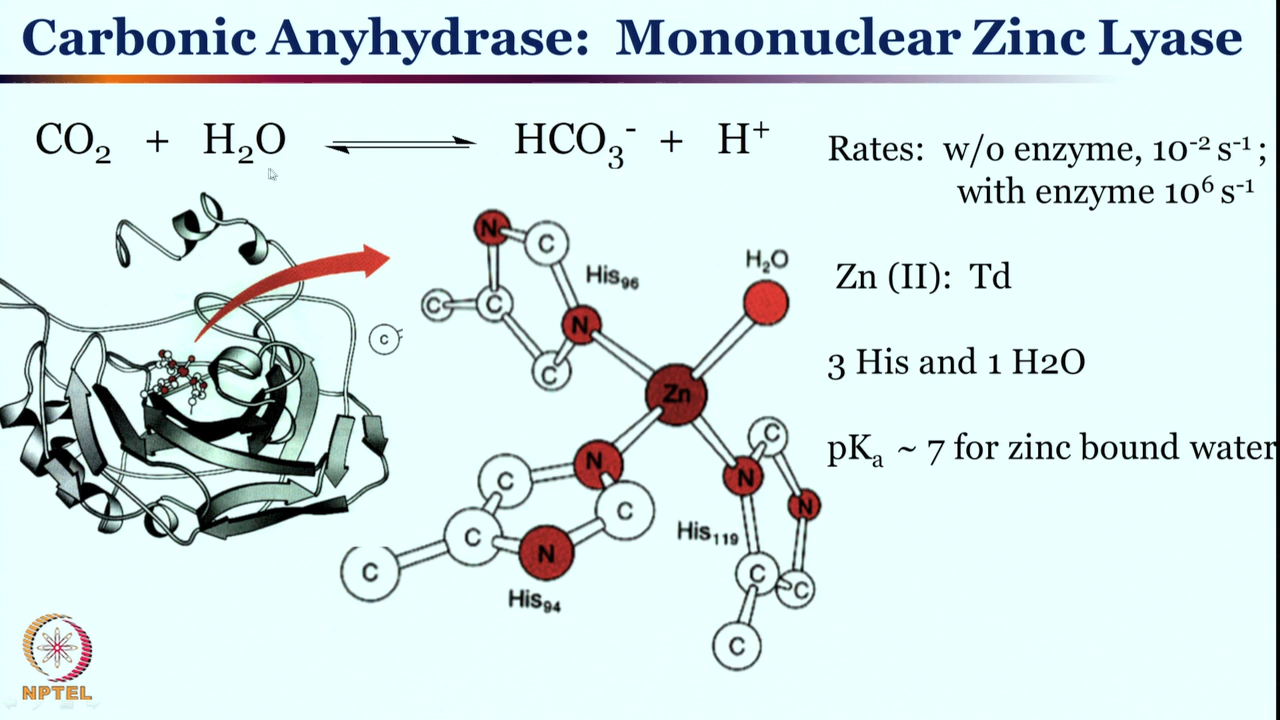 Carbonic Anyhydrase: Mononuclear Zinc Lyase
CO₂ + H₂O ⇌ HCO₃⁻ + H⁺
Rates: w/o enzyme, 10⁻² s⁻¹ ;
with enzyme 10⁶ s⁻¹
Zn (II): Td
3 His and 1 H2O
pKₐ ~ 7 for zinc bound water
N
C
His₉₆
H₂O
C
C
N
C
C
Zn
N
C
C
C
N
C
His₉₄
C
N
N
His₁₁₉
C
C
C
C
NPTEL